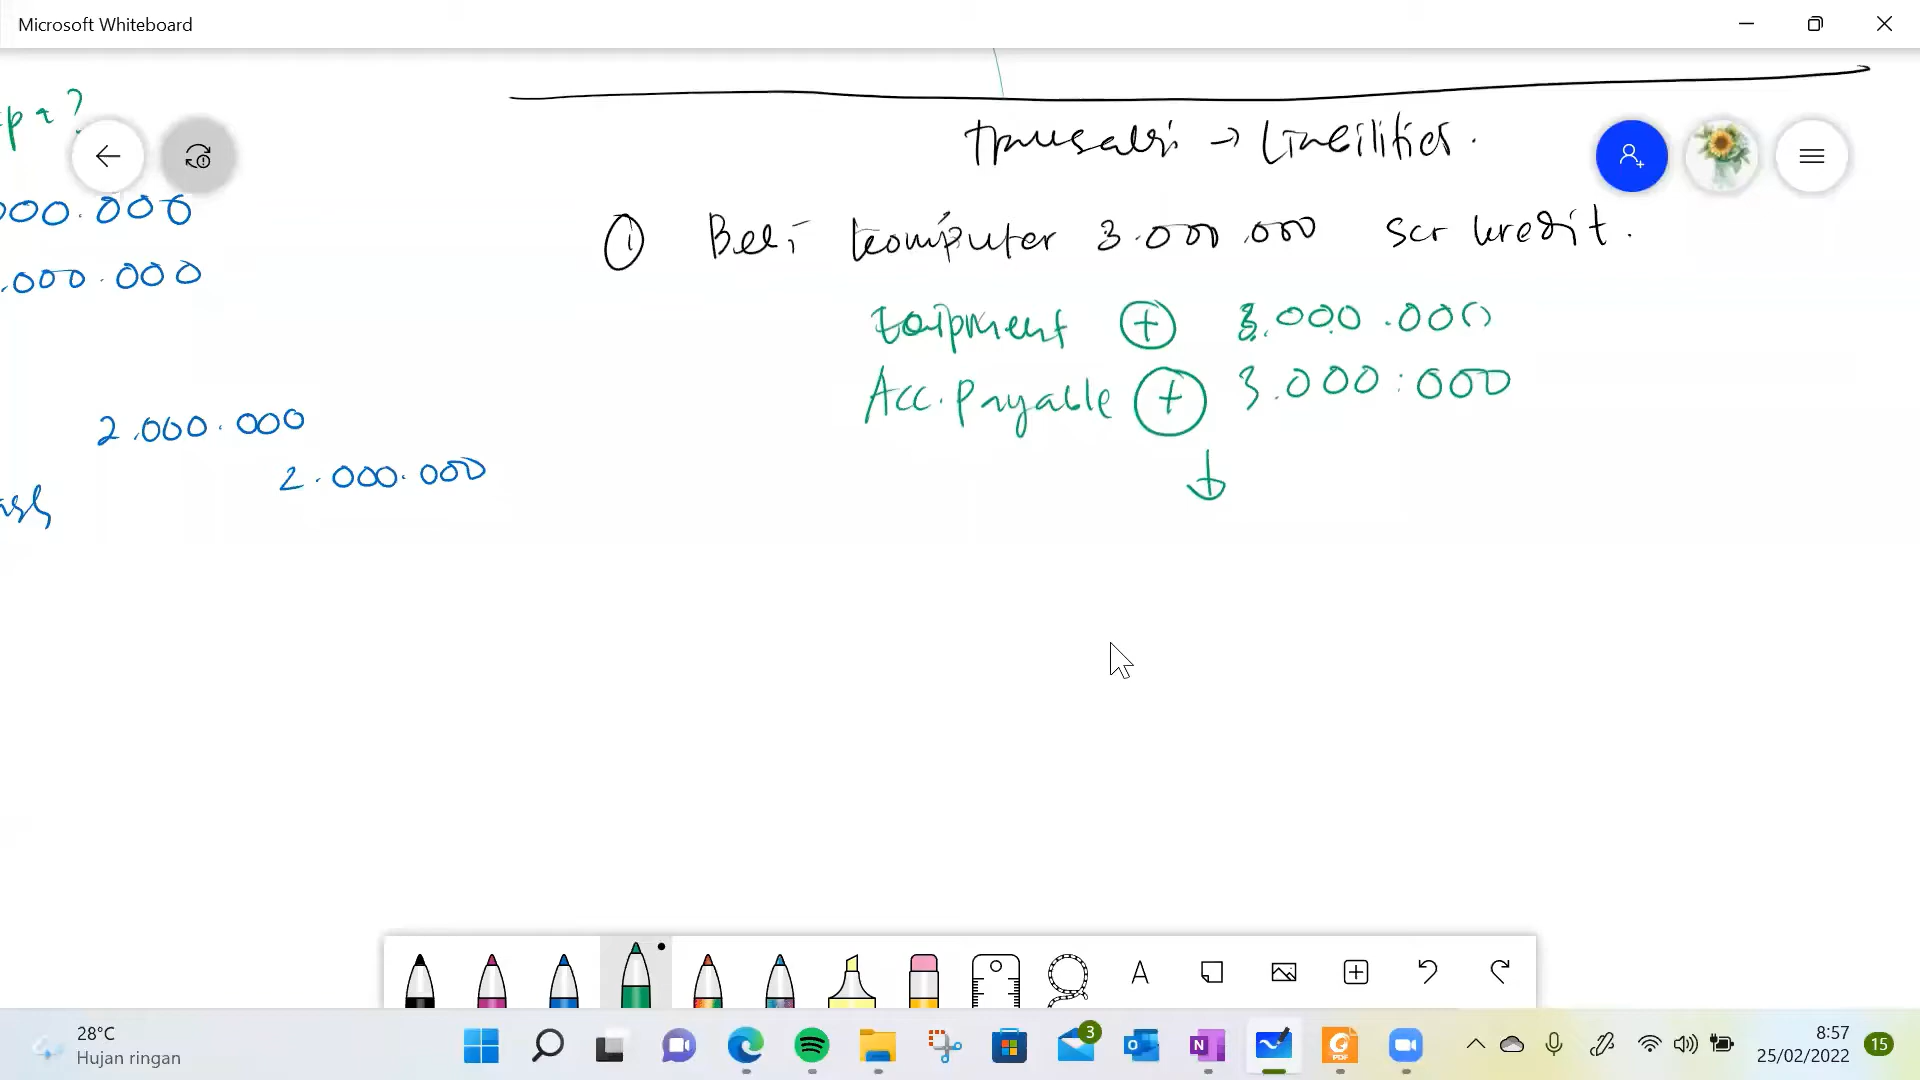 Microsoft Whiteboard
Transaksi → Liabilities.
① Beli komputer 3.000.000 scr kredit.
Equipment ⊕ 3.000.000
Acc. Payable ⊕ 3.000.000
↓
000.000
.000.000
2.000.000
2.000.000
A
3
28°C
Hujan ringan
8:57
25/02/2022
15